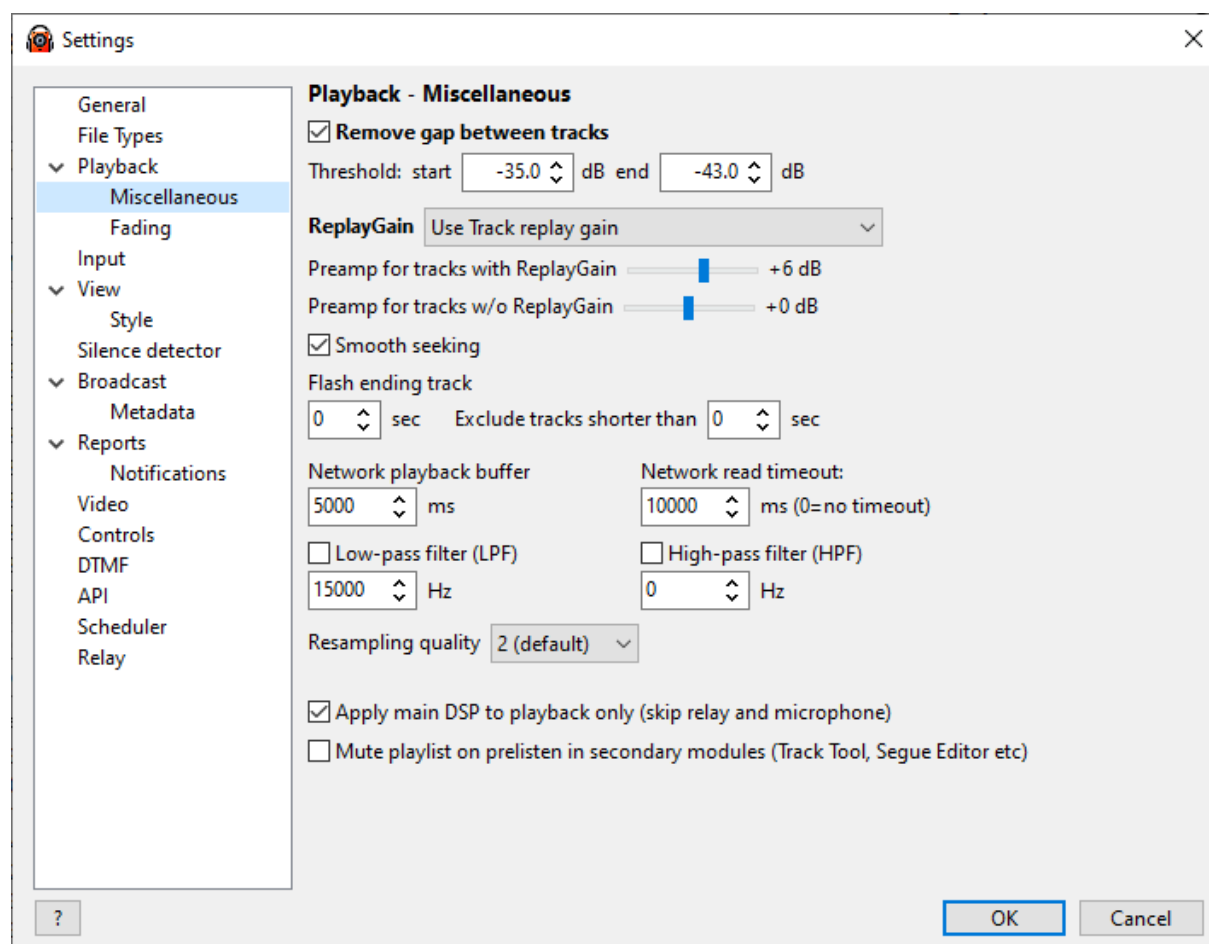 Settings
General
File Types
Playback
Miscellaneous
Fading
Input
View
Style
Silence detector
Broadcast
Metadata
Reports
Notifications
Video
Controls
DTMF
API
Scheduler
Relay
Playback - Miscellaneous
Remove gap between tracks
Threshold: start -35.0 dB end -43.0 dB
ReplayGain Use Track replay gain
Preamp for tracks with ReplayGain +6 dB
Preamp for tracks w/o ReplayGain +0 dB
Smooth seeking
Flash ending track
0 sec Exclude tracks shorter than 0 sec
Network playback buffer Network read timeout:
5000 ms 10000 ms (0=no timeout)
Low-pass filter (LPF) High-pass filter (HPF)
15000 Hz 0 Hz
Resampling quality 2 (default)
Apply main DSP to playback only (skip relay and microphone)
Mute playlist on prelisten in secondary modules (Track Tool, Segue Editor etc)
? OK Cancel